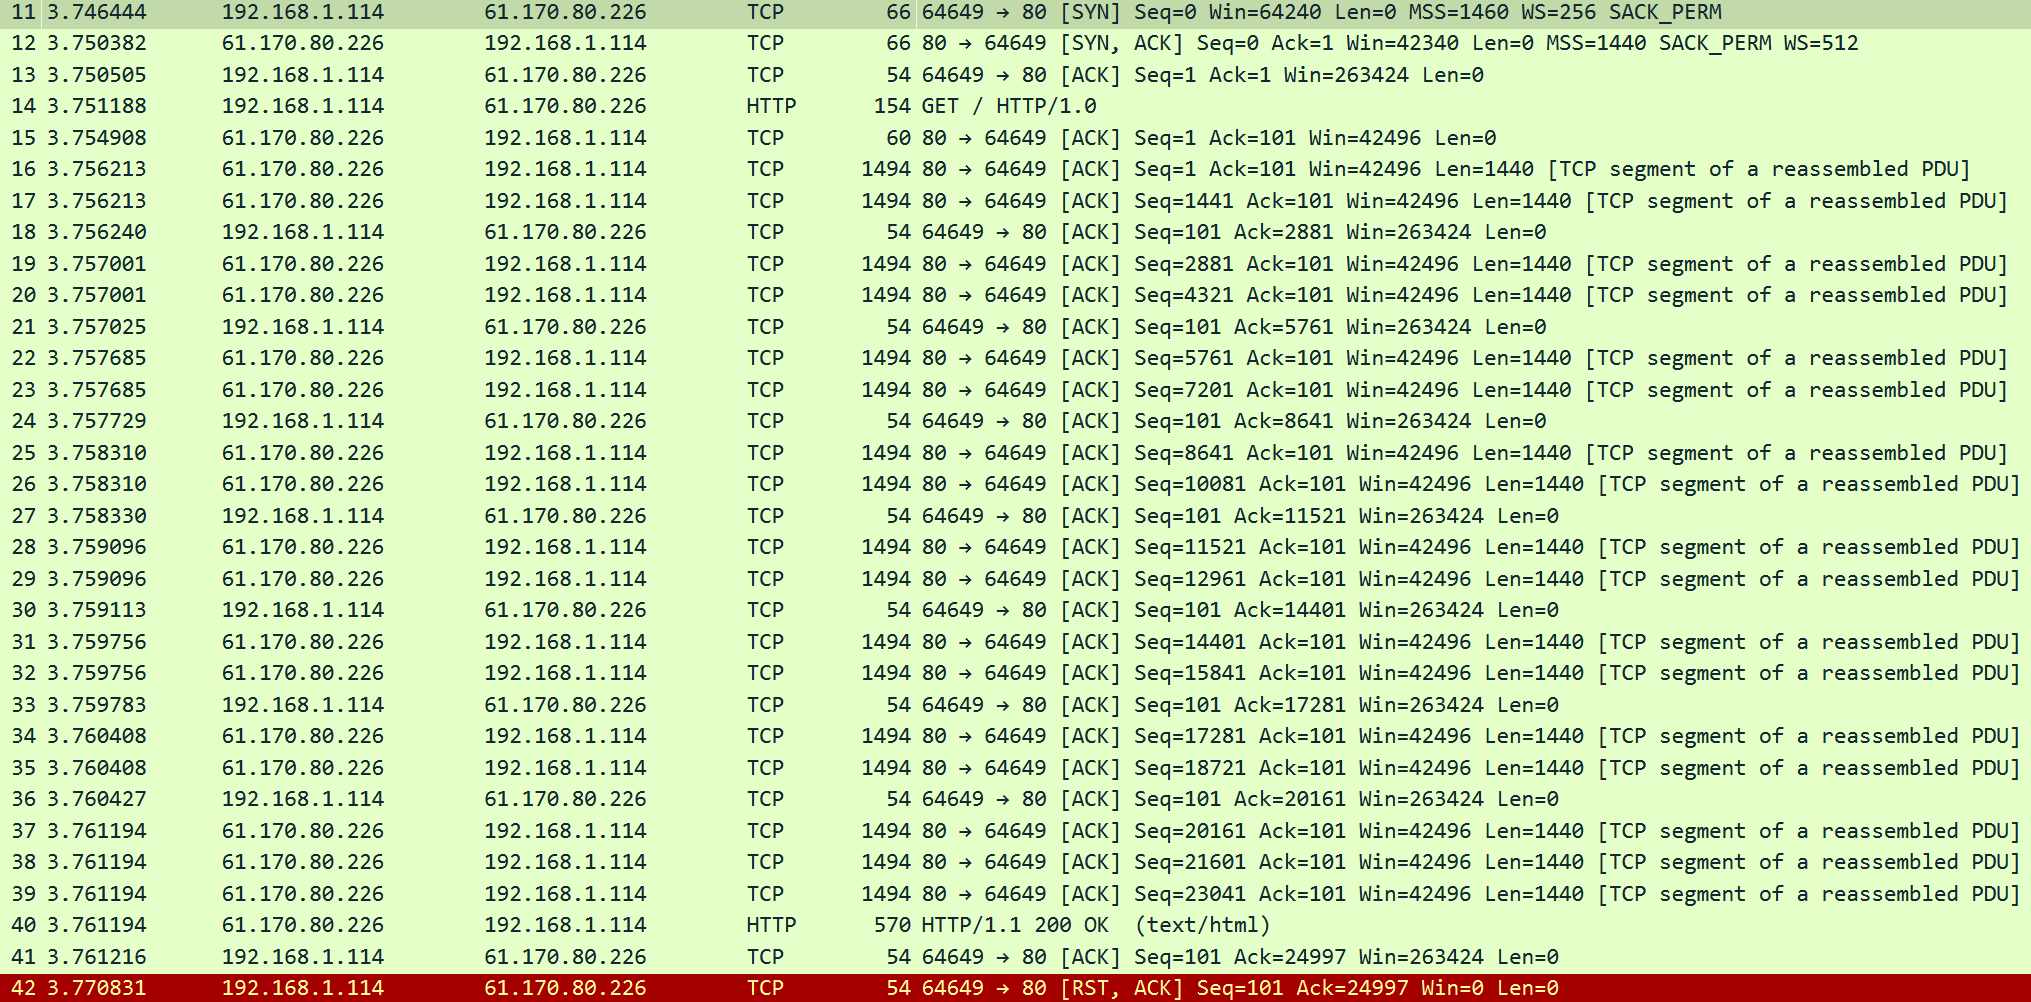 11 3.746444 192.168.1.114 61.170.80.226 TCP 66 64649 → 80 [SYN] Seq=0 Win=64240 Len=0 MSS=1460 WS=256 SACK_PERM
12 3.750382 61.170.80.226 192.168.1.114 TCP 66 80 → 64649 [SYN, ACK] Seq=0 Ack=1 Win=42340 Len=0 MSS=1440 SACK_PERM WS=512
13 3.750505 192.168.1.114 61.170.80.226 TCP 54 64649 → 80 [ACK] Seq=1 Ack=1 Win=263424 Len=0
14 3.751188 192.168.1.114 61.170.80.226 HTTP 154 GET / HTTP/1.0
15 3.754908 61.170.80.226 192.168.1.114 TCP 60 80 → 64649 [ACK] Seq=1 Ack=101 Win=42496 Len=0
16 3.756213 61.170.80.226 192.168.1.114 TCP 1494 80 → 64649 [ACK] Seq=1 Ack=101 Win=42496 Len=1440 [TCP segment of a reassembled PDU]
17 3.756213 61.170.80.226 192.168.1.114 TCP 1494 80 → 64649 [ACK] Seq=1441 Ack=101 Win=42496 Len=1440 [TCP segment of a reassembled PDU]
18 3.756240 192.168.1.114 61.170.80.226 TCP 54 64649 → 80 [ACK] Seq=101 Ack=2881 Win=263424 Len=0
19 3.757001 61.170.80.226 192.168.1.114 TCP 1494 80 → 64649 [ACK] Seq=2881 Ack=101 Win=42496 Len=1440 [TCP segment of a reassembled PDU]
20 3.757001 61.170.80.226 192.168.1.114 TCP 1494 80 → 64649 [ACK] Seq=4321 Ack=101 Win=42496 Len=1440 [TCP segment of a reassembled PDU]
21 3.757025 192.168.1.114 61.170.80.226 TCP 54 64649 → 80 [ACK] Seq=101 Ack=5761 Win=263424 Len=0
22 3.757685 61.170.80.226 192.168.1.114 TCP 1494 80 → 64649 [ACK] Seq=5761 Ack=101 Win=42496 Len=1440 [TCP segment of a reassembled PDU]
23 3.757685 61.170.80.226 192.168.1.114 TCP 1494 80 → 64649 [ACK] Seq=7201 Ack=101 Win=42496 Len=1440 [TCP segment of a reassembled PDU]
24 3.757729 192.168.1.114 61.170.80.226 TCP 54 64649 → 80 [ACK] Seq=101 Ack=8641 Win=263424 Len=0
25 3.758310 61.170.80.226 192.168.1.114 TCP 1494 80 → 64649 [ACK] Seq=8641 Ack=101 Win=42496 Len=1440 [TCP segment of a reassembled PDU]
26 3.758310 61.170.80.226 192.168.1.114 TCP 1494 80 → 64649 [ACK] Seq=10081 Ack=101 Win=42496 Len=1440 [TCP segment of a reassembled PDU]
27 3.758330 192.168.1.114 61.170.80.226 TCP 54 64649 → 80 [ACK] Seq=101 Ack=11521 Win=263424 Len=0
28 3.759096 61.170.80.226 192.168.1.114 TCP 1494 80 → 64649 [ACK] Seq=11521 Ack=101 Win=42496 Len=1440 [TCP segment of a reassembled PDU]
29 3.759096 61.170.80.226 192.168.1.114 TCP 1494 80 → 64649 [ACK] Seq=12961 Ack=101 Win=42496 Len=1440 [TCP segment of a reassembled PDU]
30 3.759113 192.168.1.114 61.170.80.226 TCP 54 64649 → 80 [ACK] Seq=101 Ack=14401 Win=263424 Len=0
31 3.759756 61.170.80.226 192.168.1.114 TCP 1494 80 → 64649 [ACK] Seq=14401 Ack=101 Win=42496 Len=1440 [TCP segment of a reassembled PDU]
32 3.759756 61.170.80.226 192.168.1.114 TCP 1494 80 → 64649 [ACK] Seq=15841 Ack=101 Win=42496 Len=1440 [TCP segment of a reassembled PDU]
33 3.759783 192.168.1.114 61.170.80.226 TCP 54 64649 → 80 [ACK] Seq=101 Ack=17281 Win=263424 Len=0
34 3.760408 61.170.80.226 192.168.1.114 TCP 1494 80 → 64649 [ACK] Seq=17281 Ack=101 Win=42496 Len=1440 [TCP segment of a reassembled PDU]
35 3.760408 61.170.80.226 192.168.1.114 TCP 1494 80 → 64649 [ACK] Seq=18721 Ack=101 Win=42496 Len=1440 [TCP segment of a reassembled PDU]
36 3.760427 192.168.1.114 61.170.80.226 TCP 54 64649 → 80 [ACK] Seq=101 Ack=20161 Win=263424 Len=0
37 3.761194 61.170.80.226 192.168.1.114 TCP 1494 80 → 64649 [ACK] Seq=20161 Ack=101 Win=42496 Len=1440 [TCP segment of a reassembled PDU]
38 3.761194 61.170.80.226 192.168.1.114 TCP 1494 80 → 64649 [ACK] Seq=21601 Ack=101 Win=42496 Len=1440 [TCP segment of a reassembled PDU]
39 3.761194 61.170.80.226 192.168.1.114 TCP 1494 80 → 64649 [ACK] Seq=23041 Ack=101 Win=42496 Len=1440 [TCP segment of a reassembled PDU]
40 3.761194 61.170.80.226 192.168.1.114 HTTP 570 HTTP/1.1 200 OK (text/html)
41 3.761216 192.168.1.114 61.170.80.226 TCP 54 64649 → 80 [ACK] Seq=101 Ack=24997 Win=263424 Len=0
42 3.770831 192.168.1.114 61.170.80.226 TCP 54 64649 → 80 [RST, ACK] Seq=101 Ack=24997 Win=0 Len=0